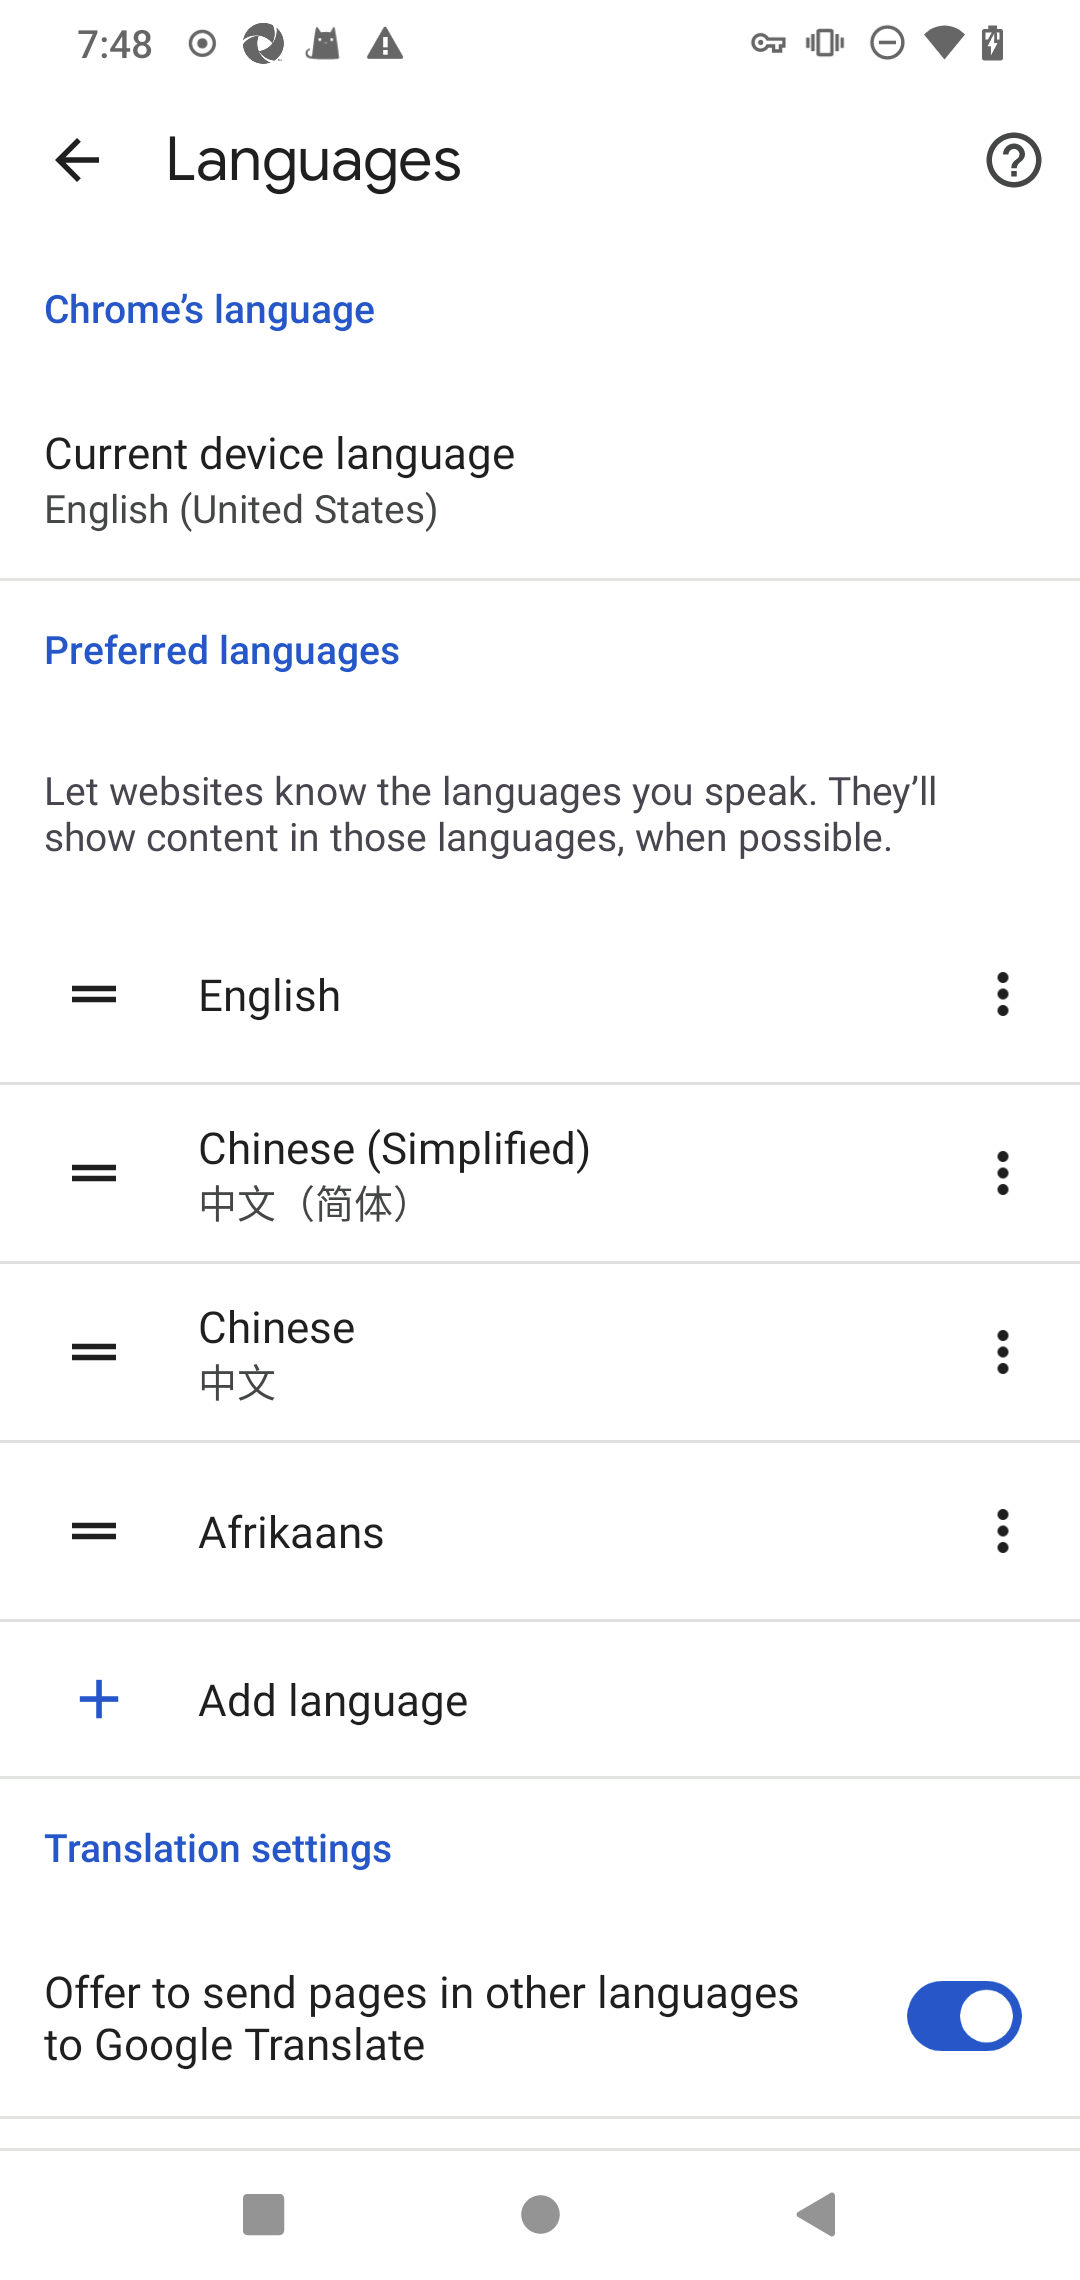 7:48
Languages
Chrome’s language
Current device language
English (United States)
Preferred languages
Let websites know the languages you speak. They’ll
show content in those languages, when possible.
English
Chinese (Simplified)
中文（简体）
Chinese
中文
Afrikaans
Add language
Translation settings
Offer to send pages in other languages
to Google Translate